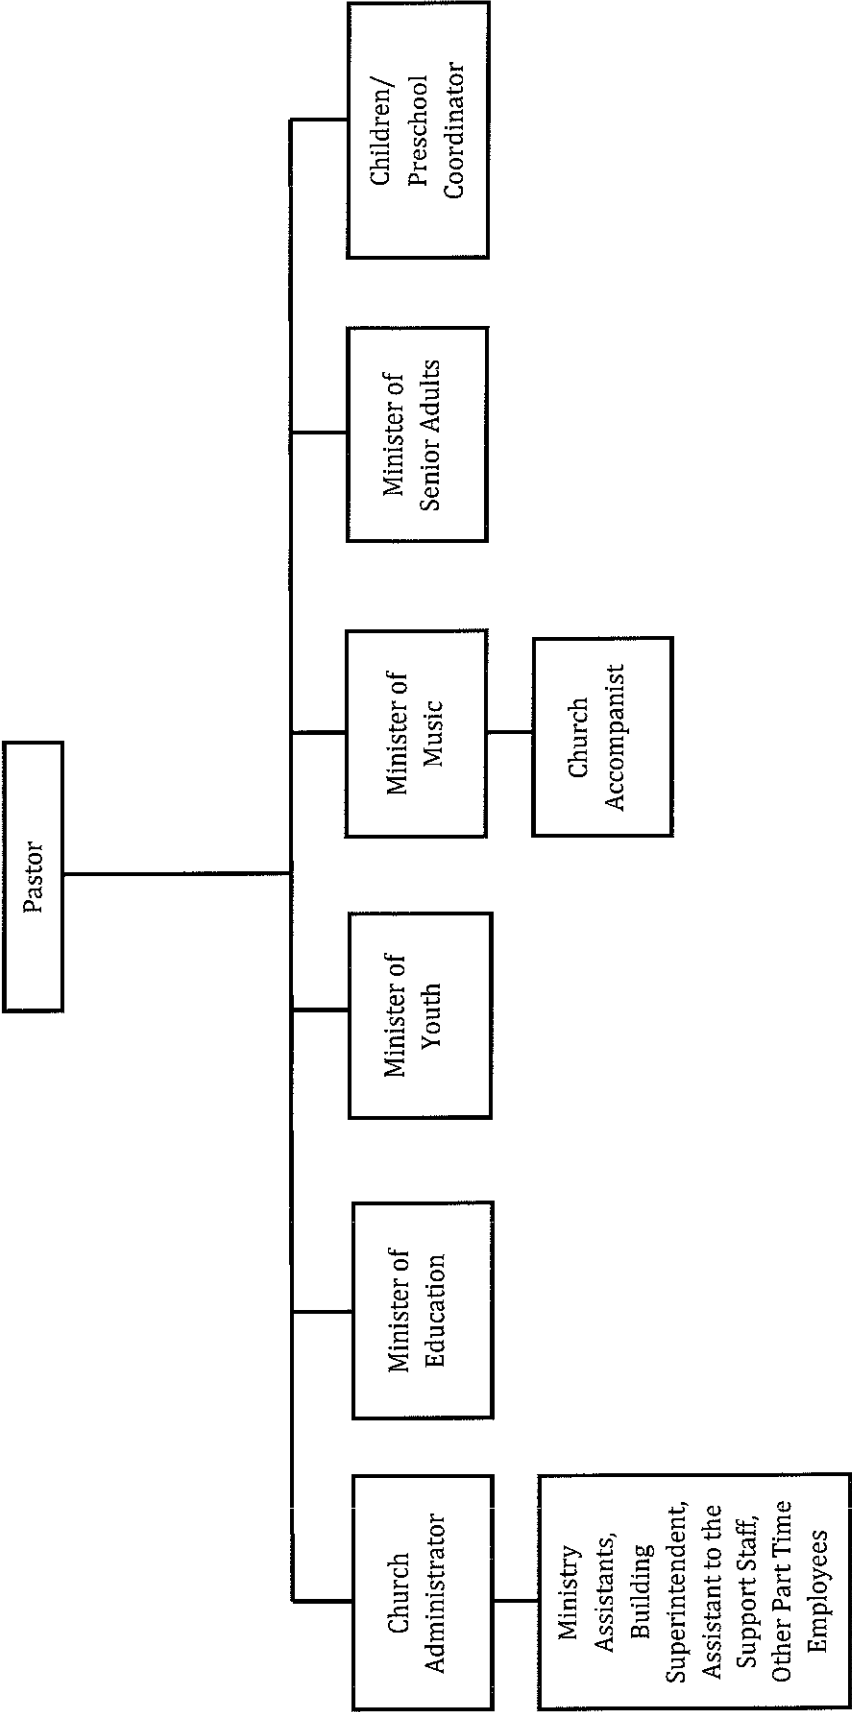 Pastor
Church
Administrator
Minister of
Education
Minister of
Youth
Minister of
Music
Minister of
Senior Adults
Children/
Preschool
Coordinator
Ministry
Assistants,
Building
Superintendent,
Assistant to the
Support Staff,
Other Part Time
Employees
Church
Accompanist